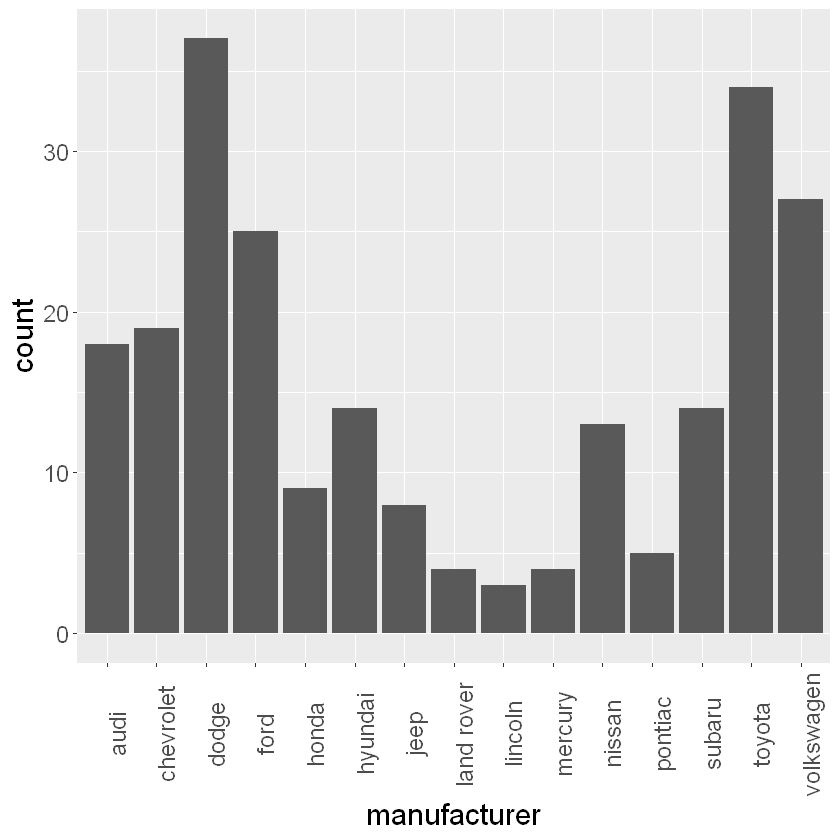 count
30
20
10
0
audi
chevrolet
dodge
ford
honda
hyundai
jeep
land rover
lincoln
mercury
nissan
pontiac
subaru
toyota
volkswagen
manufacturer